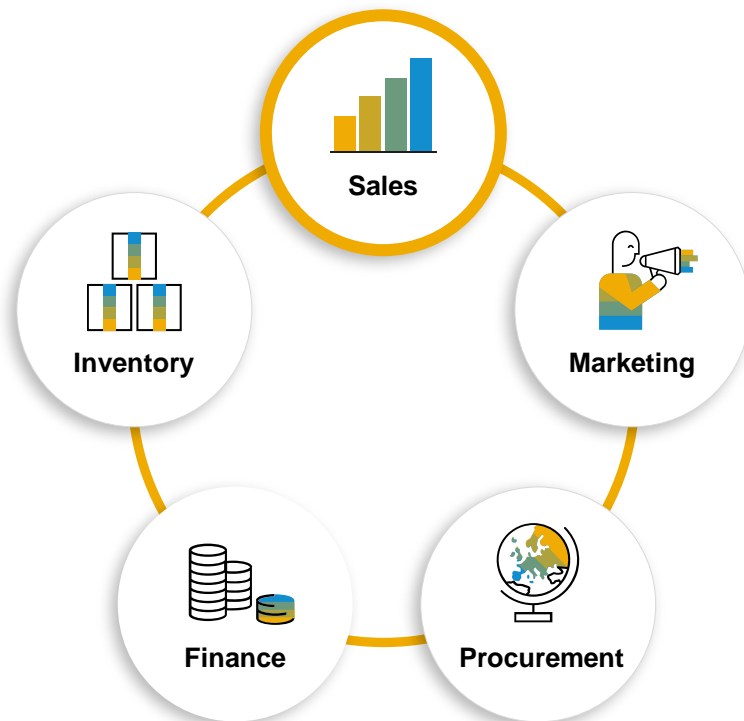 Sales
Inventory
Marketing
Finance
Procurement